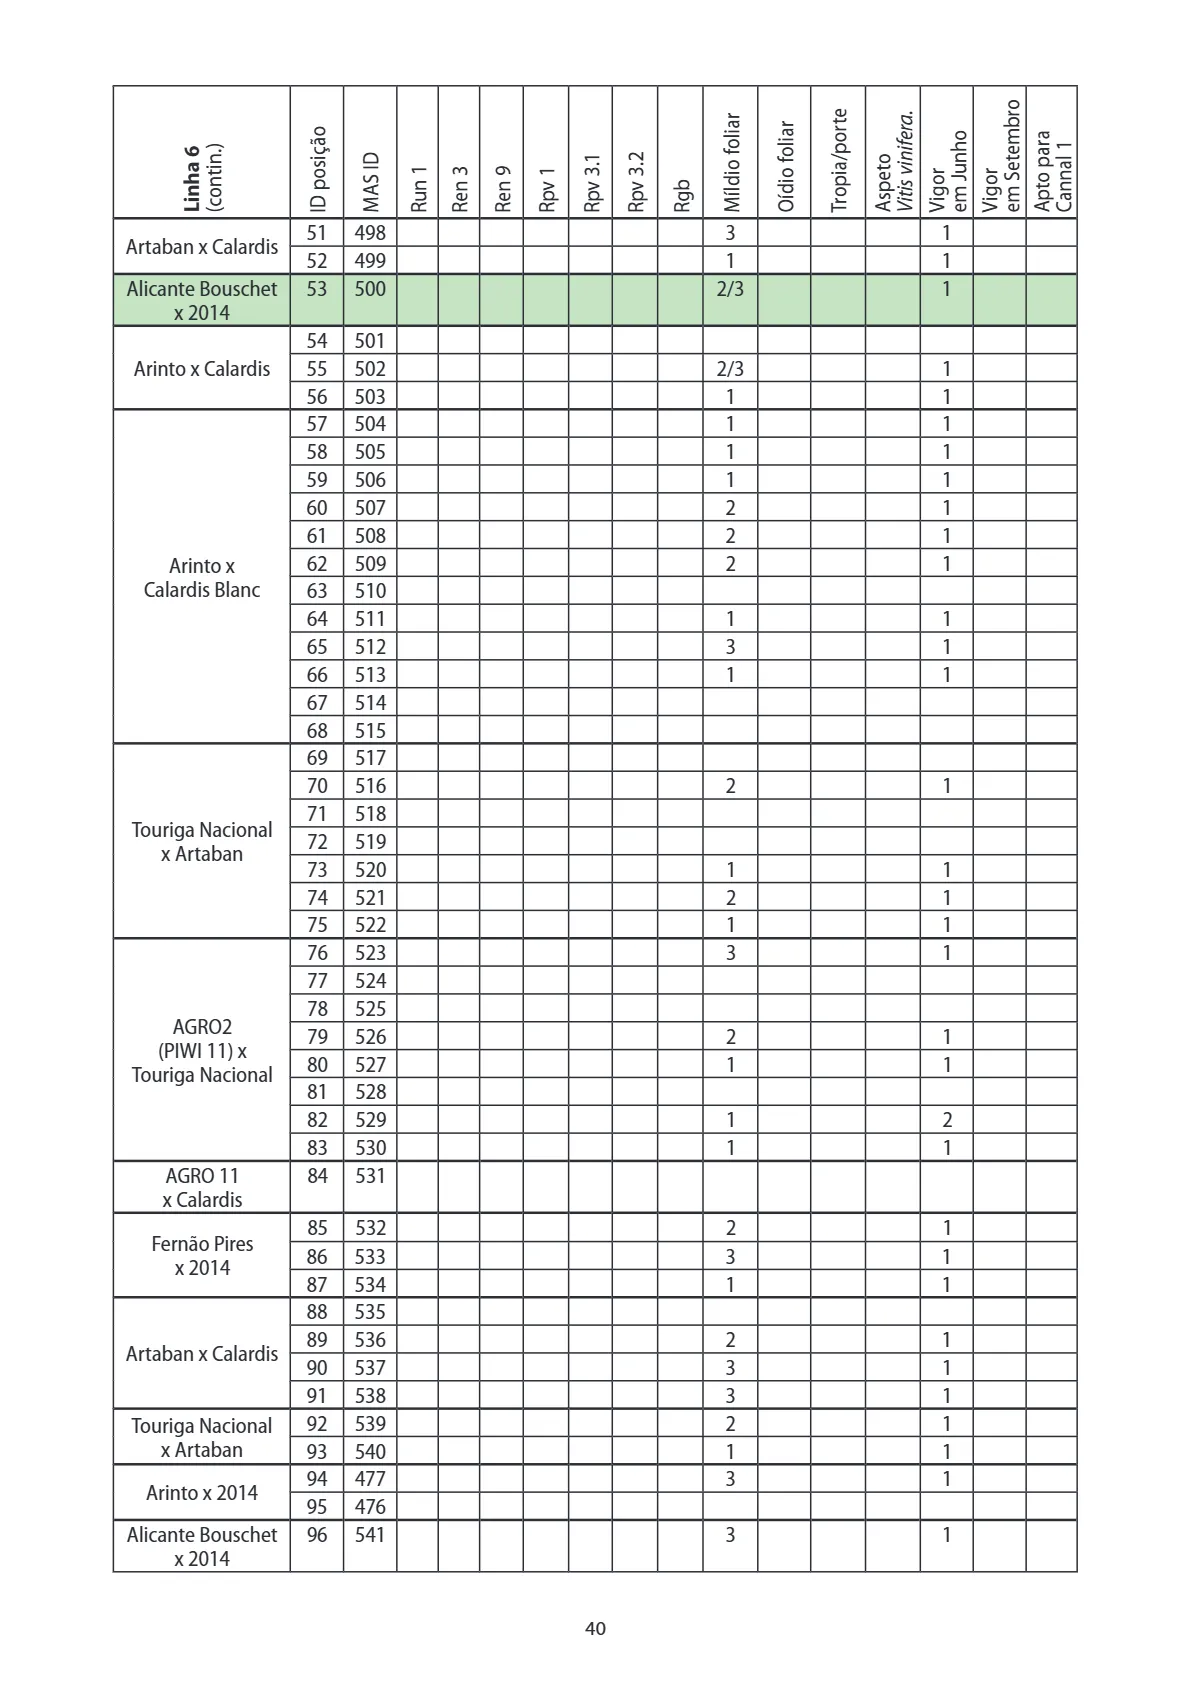 Linha 6
(contin.)
ID posição
MAS ID
Run 1
Ren 3
Ren 9
Rpv 1
Rpv 3.1
Rpv 3.2
Rgb
Míldio foliar
Oídio foliar
Tropia/porte
Aspeto
Vitis vinifera.
Vigor
em Junho
Vigor
em Setembro
Apto para
Cannal 1
Artaban x Calardis
51 498 3 1
52 499 1 1
Alicante Bouschet
x 2014
53 500 2/3 1
Arinto x Calardis
54 501
55 502 2/3 1
56 503 1 1
Arinto x
Calardis Blanc
57 504 1 1
58 505 1 1
59 506 1 1
60 507 2 1
61 508 2 1
62 509 2 1
63 510
64 511 1 1
65 512 3 1
66 513 1 1
67 514
68 515
Touriga Nacional
x Artaban
69 517
70 516 2 1
71 518
72 519
73 520 1 1
74 521 2 1
75 522 1 1
AGRO2
(PIWI 11) x
Touriga Nacional
76 523 3 1
77 524
78 525
79 526 2 1
80 527 1 1
81 528
82 529 1 2
83 530 1 1
AGRO 11
x Calardis
84 531
Fernão Pires
x 2014
85 532 2 1
86 533 3 1
87 534 1 1
Artaban x Calardis
88 535
89 536 2 1
90 537 3 1
91 538 3 1
Touriga Nacional
x Artaban
92 539 2 1
93 540 1 1
Arinto x 2014
94 477 3 1
95 476
Alicante Bouschet
x 2014
96 541 3 1
40